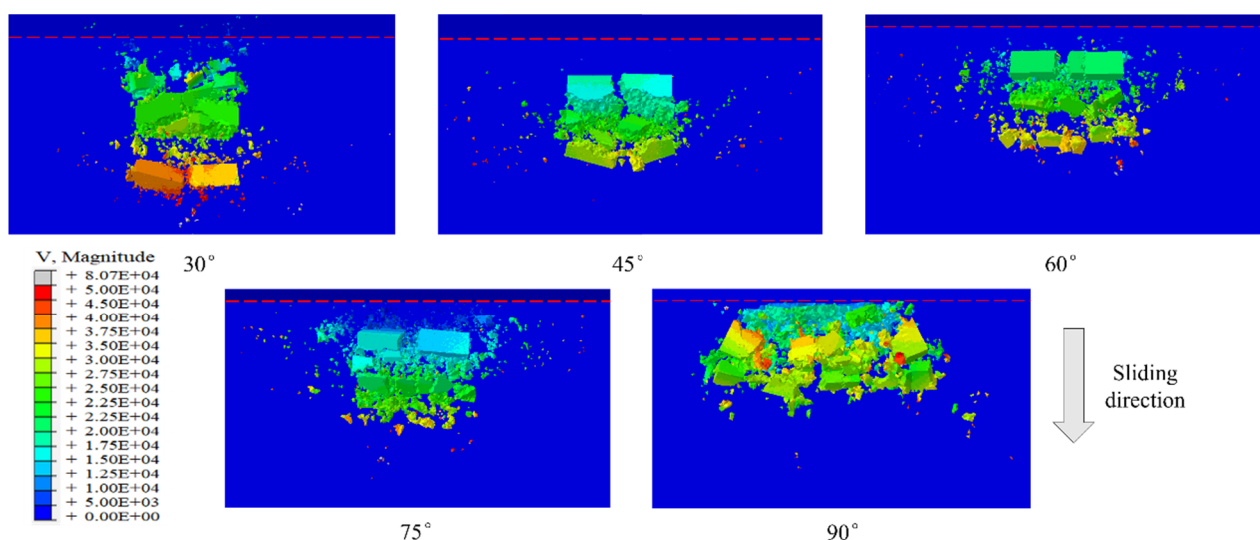 30°
45°
60°
V, Magnitude
+ 8.07E+04
+ 5.00E+04
+ 4.50E+04
+ 4.00E+04
+ 3.75E+04
+ 3.50E+04
+ 3.00E+04
+ 2.75E+04
+ 2.50E+04
+ 2.25E+04
+ 2.00E+04
+ 1.75E+04
+ 1.50E+04
+ 1.25E+04
+ 1.00E+04
+ 5.00E+03
+ 0.00E+00
Sliding
direction
75°
90°